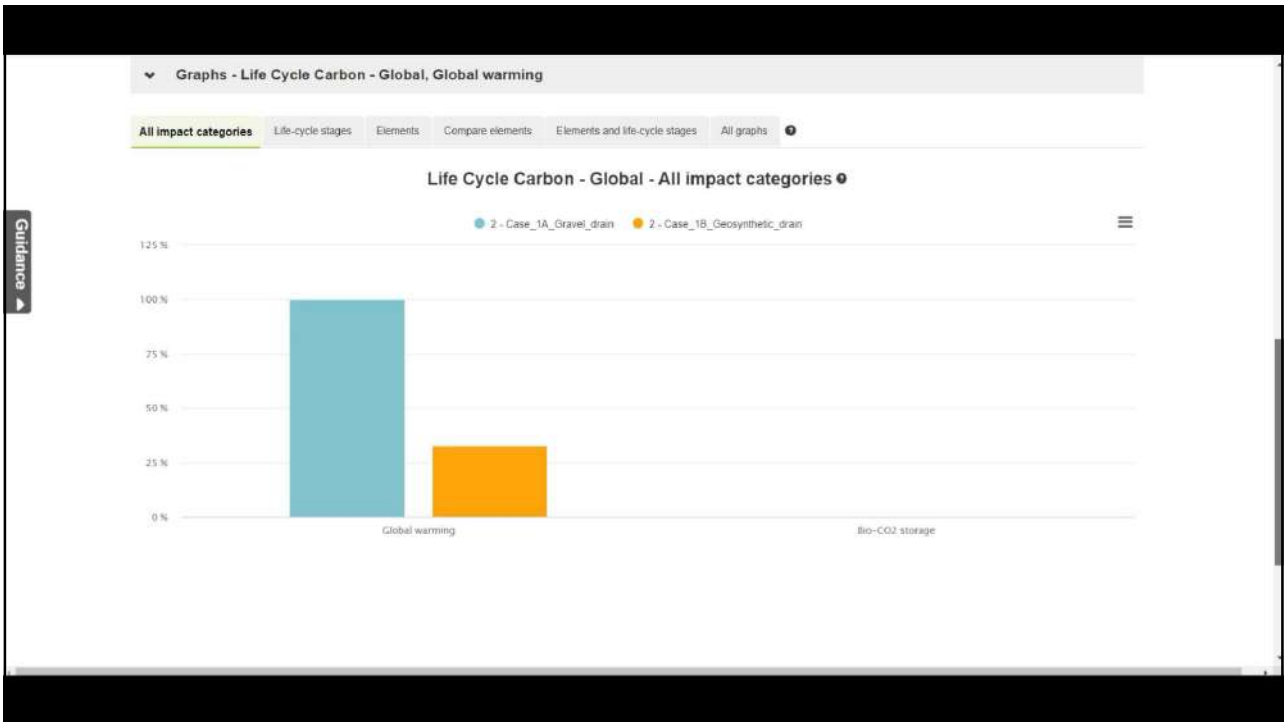 Graphs - Life Cycle Carbon - Global, Global warming
All impact categories Life-cycle stages Elements Compare elements Elements and life-cycle stages All graphs ?
Life Cycle Carbon - Global - All impact categories ?
2 - Case_1A_Gravel_drain 2 - Case_1B_Geosynthetic_drain
Guidance
125 %
100 %
75 %
50 %
25 %
0 %
Global warming Bio-CO2 storage